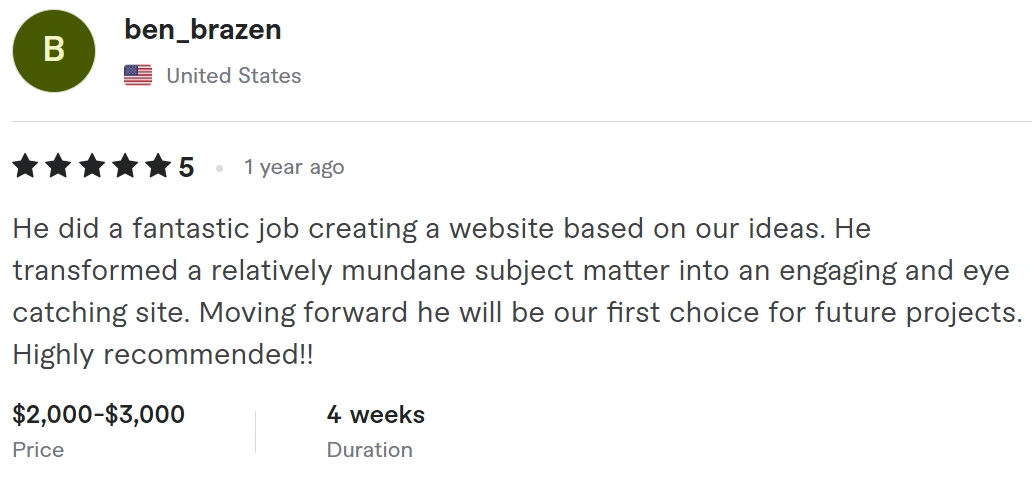 B
ben_brazen
United States
5 • 1 year ago
He did a fantastic job creating a website based on our ideas. He
transformed a relatively mundane subject matter into an engaging and eye
catching site. Moving forward he will be our first choice for future projects.
Highly recommended!!
$2,000-$3,000
Price
4 weeks
Duration